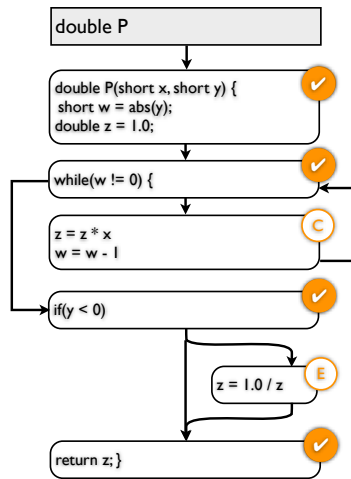 double P
double P(short x, short y) {
short w = abs(y);
double z = 1.0;
while(w != 0) {
C
z = z * x
w = w - 1
if(y < 0)
E
z = 1.0 / z
return z; }